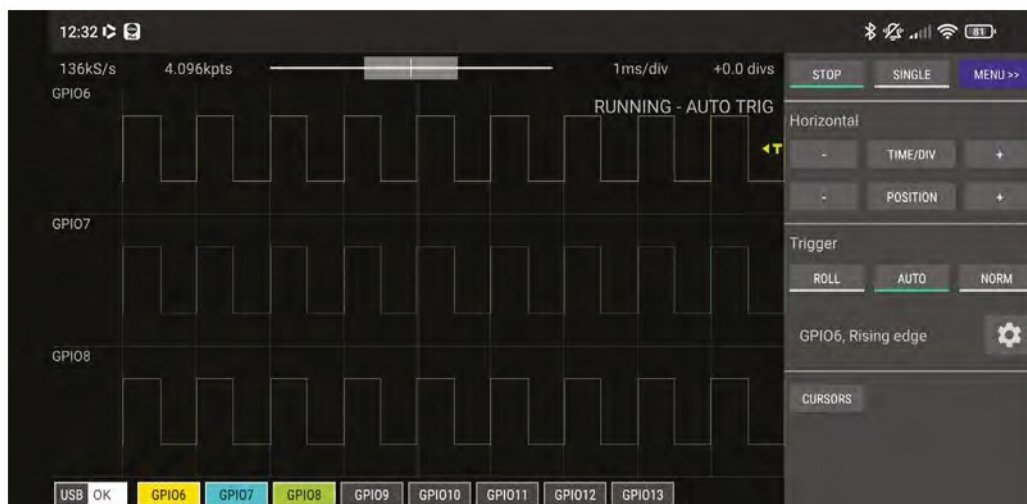 12:32
81
136kS/s 4.096kpts 1ms/div +0.0 divs
STOP SINGLE MENU >>
GPIO6
RUNNING - AUTO TRIG
T
Horizontal
- TIME/DIV +
- POSITION +
GPIO7
Trigger
ROLL AUTO NORM
GPIO6, Rising edge
GPIO8
CURSORS
USB OK GPIO6 GPIO7 GPIO8 GPIO9 GPIO10 GPIO11 GPIO12 GPIO13